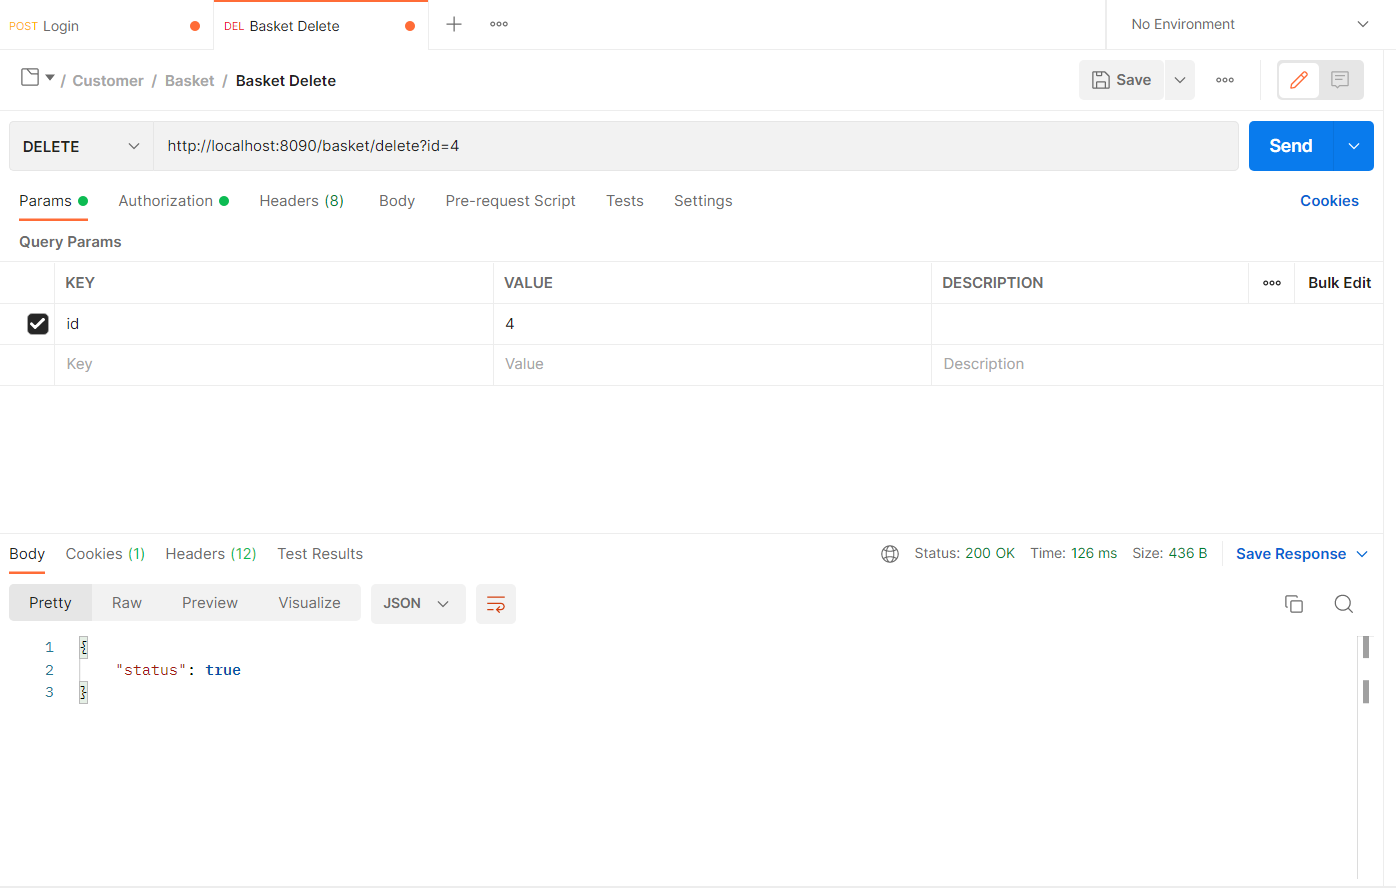 POST Login DEL Basket Delete No Environment
/ Customer / Basket / Basket Delete Save
DELETE http://localhost:8090/basket/delete?id=4 Send
Params Authorization Headers (8) Body Pre-request Script Tests Settings Cookies
Query Params
KEY VALUE DESCRIPTION Bulk Edit
id 4
Key Value Description
Body Cookies (1) Headers (12) Test Results Status: 200 OK Time: 126 ms Size: 436 B Save Response
Pretty Raw Preview Visualize JSON
1 {
2 "status": true
3 }